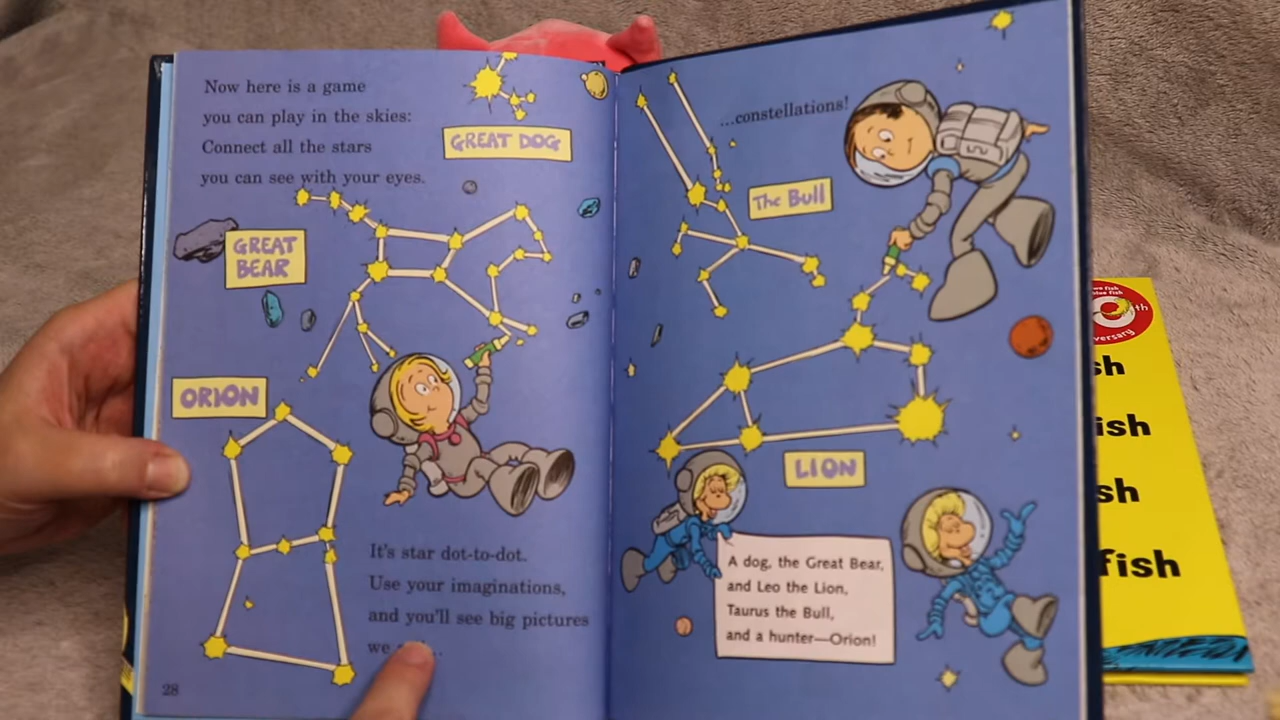 Now here is a game
you can play in the skies:
Connect all the stars
you can see with your eyes.
GREAT DOG
GREAT
BEAR
ORION
It's star dot-to-dot.
Use your imaginations,
and you'll see big pictures
we
28
...constellations!
The Bull
LION
A dog, the Great Bear,
and Leo the Lion,
Taurus the Bull,
and a hunter—Orion!
fish